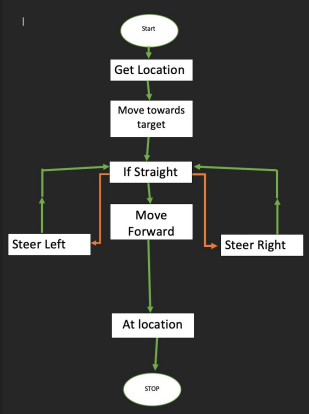 Start
Get Location
Move towards
target
If Straight
Move
Forward
Steer Left
Steer Right
At location
STOP